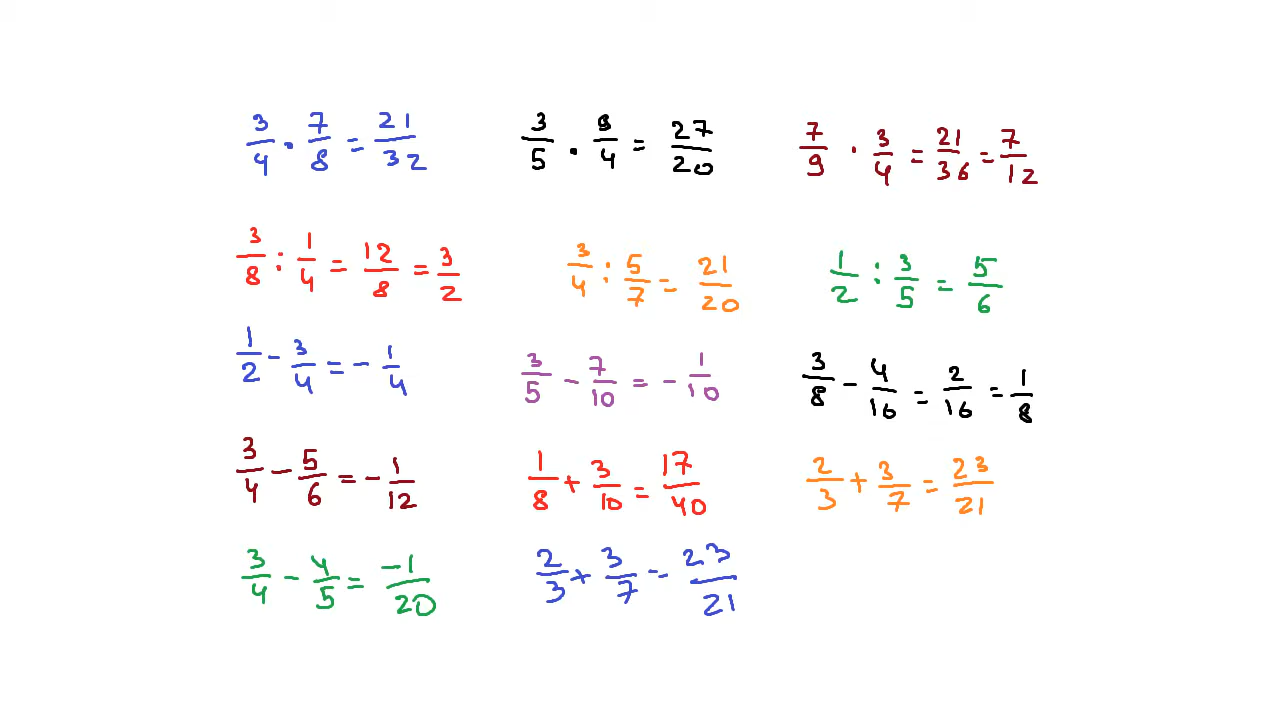 3/4 · 7/8 = 21/32    3/5 · 9/4 = 27/20    7/9 · 3/4 = 21/36 = 7/12
3/8 : 1/4 = 12/8 = 3/2    3/4 : 5/7 = 21/20    1/2 : 3/5 = 5/6
1/2 - 3/4 = - 1/4    3/5 - 7/10 = - 1/10    3/8 - 4/16 = 2/16 = 1/8
3/4 - 5/6 = - 1/12    1/8 + 3/10 = 17/40    2/3 + 3/7 = 23/21
3/4 - 4/5 = -1/20    2/3 + 3/7 = 23/21